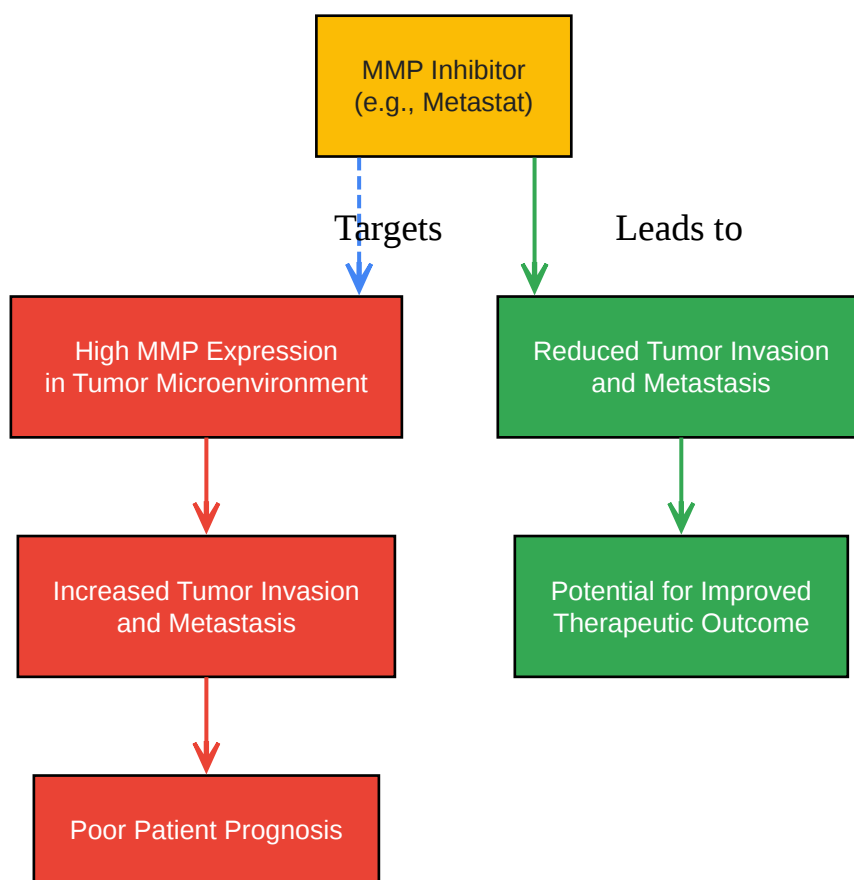 MMP Inhibitor
(e.g., Metastat)
Targets
Leads to
High MMP Expression
in Tumor Microenvironment
Reduced Tumor Invasion
and Metastasis
Increased Tumor Invasion
and Metastasis
Potential for Improved
Therapeutic Outcome
Poor Patient Prognosis